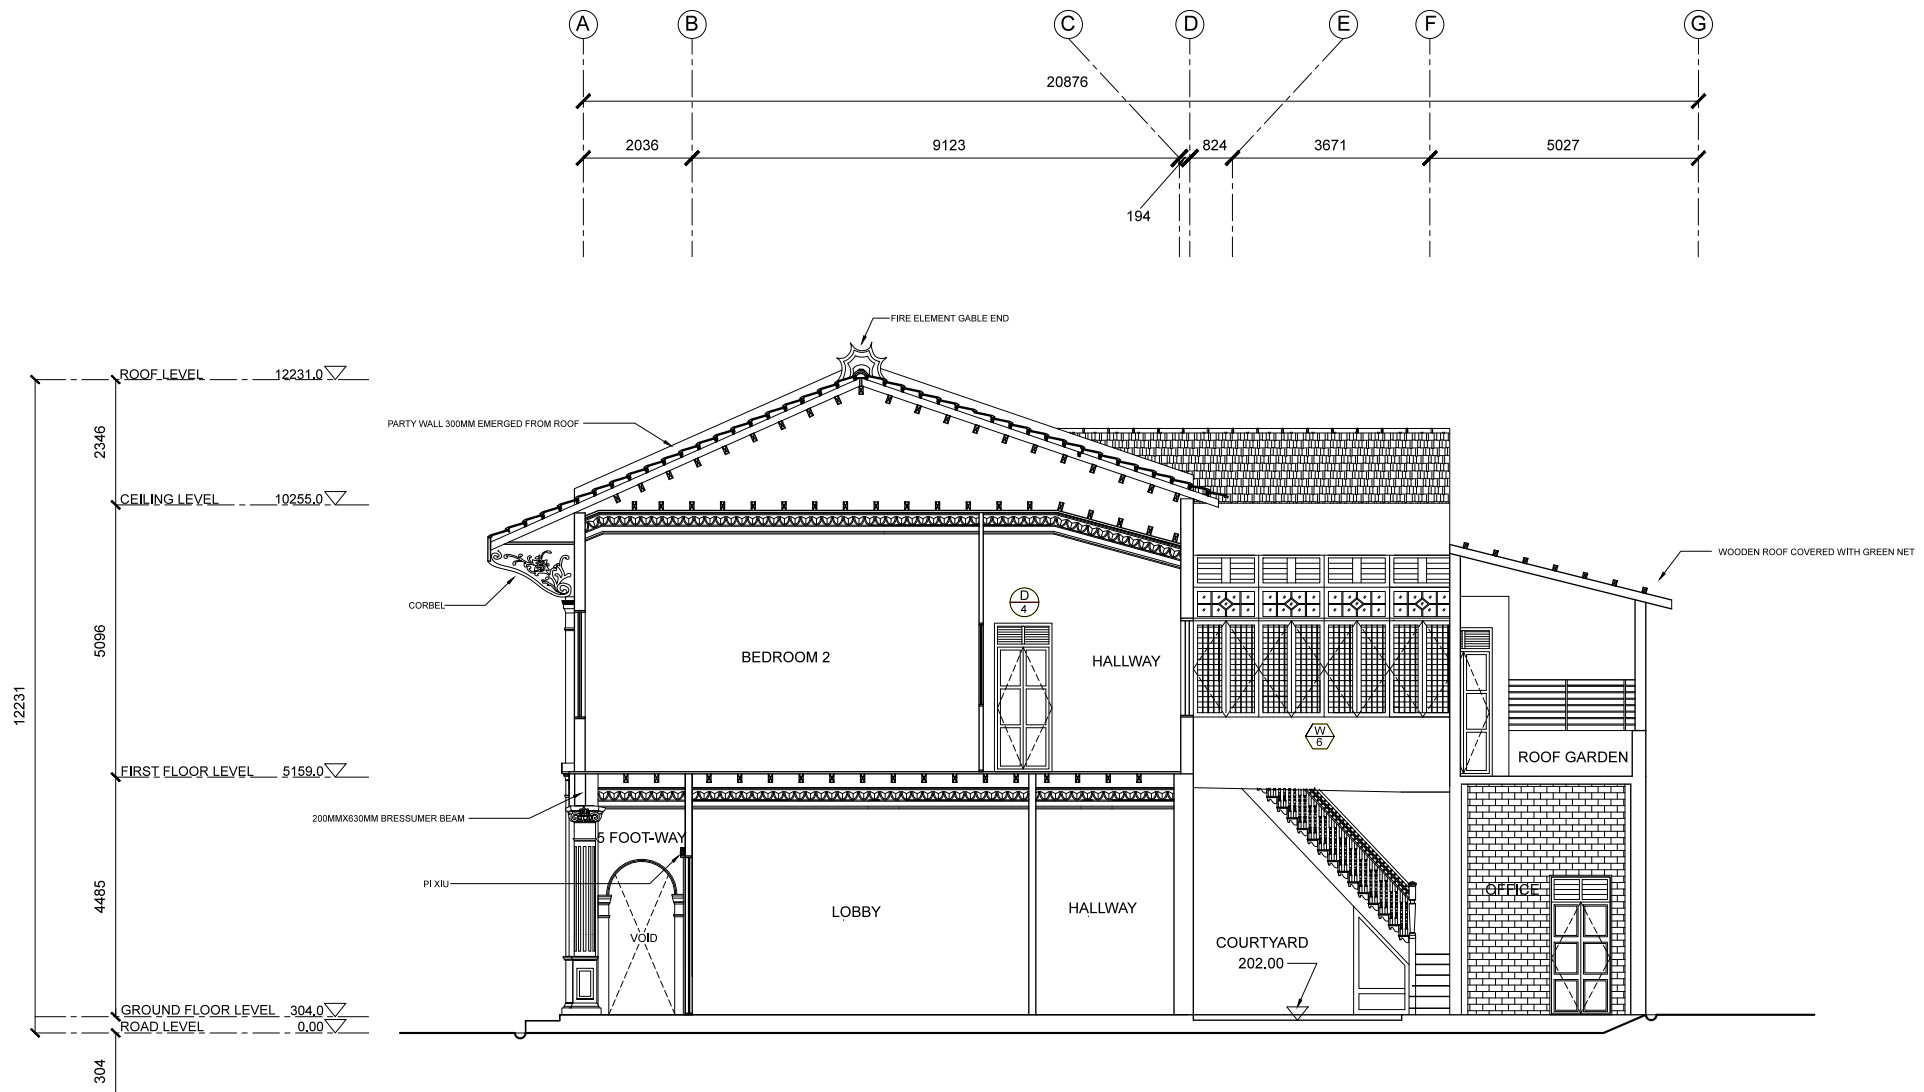 A B C D E F G
20876
2036 9123 824 3671 5027
194
FIRE ELEMENT GABLE END
ROOF LEVEL 12231.0
PARTY WALL 300MM EMERGED FROM ROOF
2346
CEILING LEVEL 10255.0
WOODEN ROOF COVERED WITH GREEN NET
CORBEL
D
4
5096
BEDROOM 2
HALLWAY
12231
W
6
ROOF GARDEN
FIRST FLOOR LEVEL 5159.0
200MMX630MM BRESSUMER BEAM
5 FOOT-WAY
PI XIU
4485
OFFICE
LOBBY
HALLWAY
VOID
COURTYARD
202.00
GROUND FLOOR LEVEL 304.0
ROAD LEVEL 0.00
304